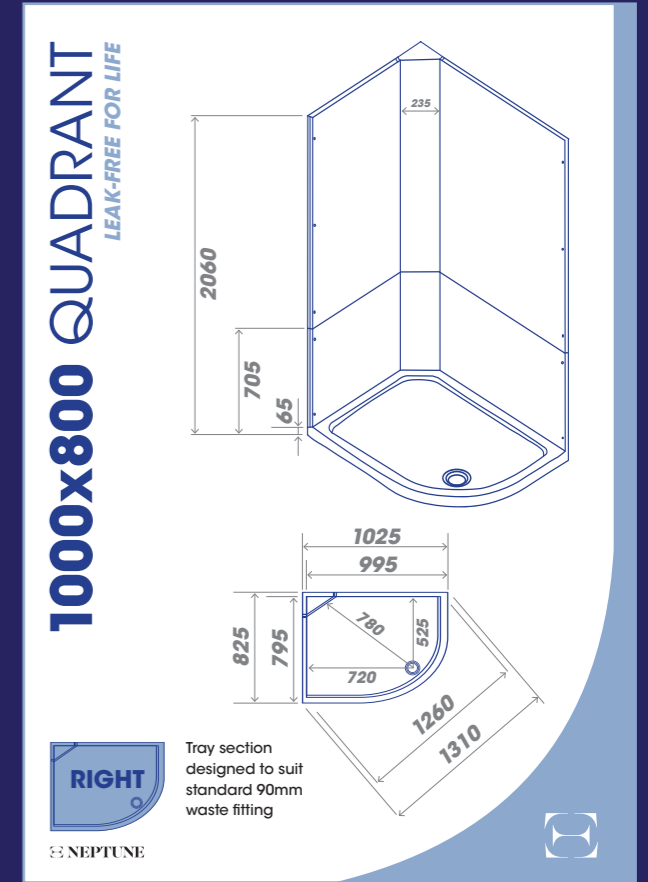 1000x800 QUADRANT
LEAK-FREE FOR LIFE
235
2060
705
65
1025
995
825
795
780
525
720
1260
1310
RIGHT
Tray section
designed to suit
standard 90mm
waste fitting
NEPTUNE